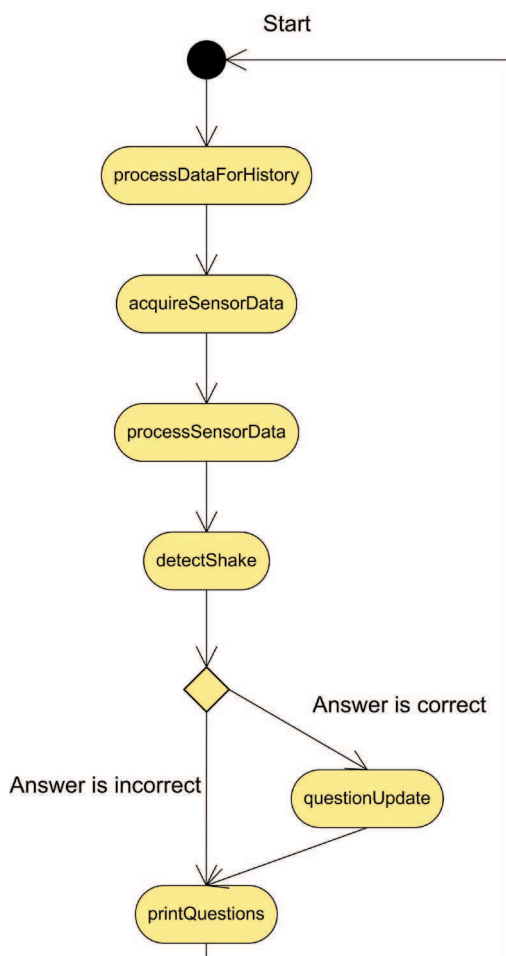 Start
processDataForHistory
acquireSensorData
processSensorData
detectShake
Answer is correct
Answer is incorrect
questionUpdate
printQuestions